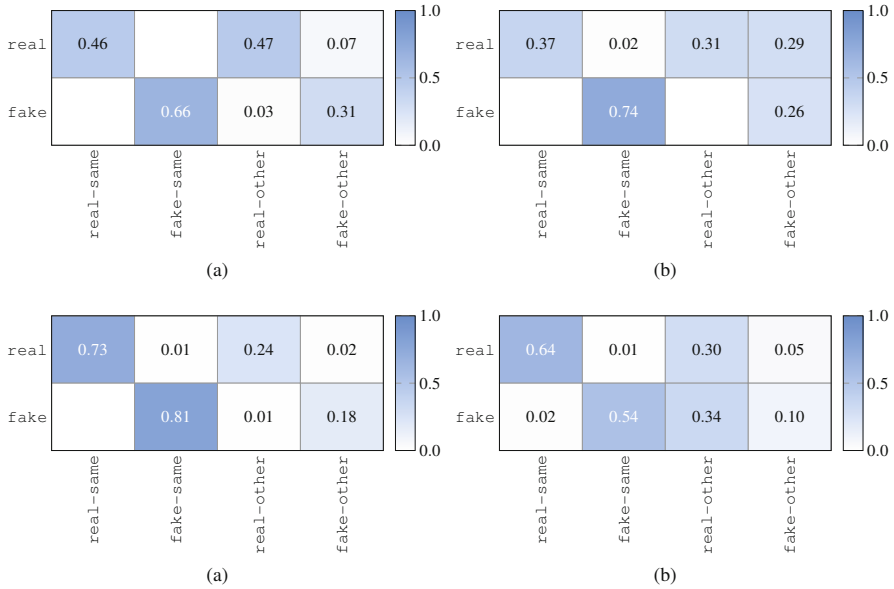 1.0
real 0.46 0.47 0.07
0.5
fake 0.66 0.03 0.31
0.0
real-same fake-same real-other fake-other
(a)
1.0
real 0.37 0.02 0.31 0.29
0.5
fake 0.74 0.26
0.0
real-same fake-same real-other fake-other
(b)
1.0
real 0.73 0.01 0.24 0.02
0.5
fake 0.81 0.01 0.18
0.0
real-same fake-same real-other fake-other
(a)
1.0
real 0.64 0.01 0.30 0.05
0.5
fake 0.02 0.54 0.34 0.10
0.0
real-same fake-same real-other fake-other
(b)